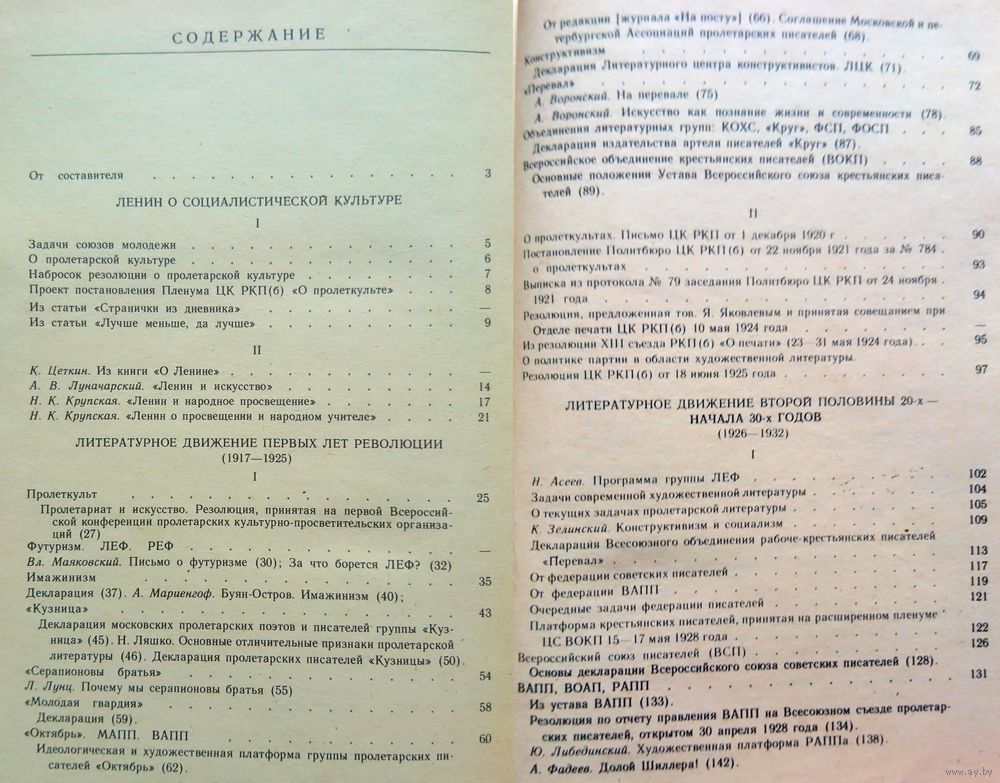 СОДЕРЖАНИЕ
От составителя . . . . . . . . . . . . . . . . 3
ЛЕНИН О СОЦИАЛИСТИЧЕСКОЙ КУЛЬТУРЕ
I
Задачи союзов молодежи . . . . . . . . . . . . . 5
О пролетарской культуре . . . . . . . . . . . . . 6
Набросок резолюции о пролетарской культуре . . . . . . . 7
Проект постановления Пленума ЦК РКП(б) «О пролеткульте» . . . 8
Из статьи «Странички из дневника» . . . . . . . . . . —
Из статьи «Лучше меньше, да лучше» . . . . . . . . . 9
II
К. Цеткин. Из книги «О Ленине» . . . . . . . . . . . —
А. В. Луначарский. «Ленин и искусство» . . . . . . . . 14
Н. К. Крупская. «Ленин и народное просвещение» . . . . . . 17
Н. К. Крупская. «Ленин о просвещении и народном учителе» . . . 21
ЛИТЕРАТУРНОЕ ДВИЖЕНИЕ ПЕРВЫХ ЛЕТ РЕВОЛЮЦИИ
(1917—1925)
I
Пролеткульт . . . . . . . . . . . . . . . . 25
Пролетариат и искусство. Резолюция, принятая на первой Всероссий-
ской конференции пролетарских культурно-просветительских организа-
ций (27)
Футуризм. ЛЕФ. РЕФ . . . . . . . . . . . . . . —
Вл. Маяковский. Письмо о футуризме (30); За что борется ЛЕФ? (32)
Имажинизм . . . . . . . . . . . . . . . . 35
Декларация (37). А. Мариенгоф. Буян-Остров. Имажинизм (40);
«Кузница» . . . . . . . . . . . . . . . . 43
Декларация московских пролетарских поэтов и писателей группы «Куз-
ница» (45). Н. Ляшко. Основные отличительные признаки пролетарской
литературы (46). Декларация пролетарских писателей «Кузницы» (50).
«Серапионовы братья» . . . . . . . . . . . . . . 54
Л. Лунц. Почему мы серапионовы братья (55)
«Молодая гвардия» . . . . . . . . . . . . . . 58
Декларация (59).
«Октябрь». МАПП. ВАПП . . . . . . . . . . . . . 60
Идеологическая и художественная платформа группы пролетарских пи-
сателей «Октябрь» (62).
От редакции [журнала «На посту»] (66). Соглашение Московской и пе-
тербургской Ассоциаций пролетарских писателей (68).
Конструктивизм . . . . . . . . . . . . . . . 69
Декларация Литературного центра конструктивистов. ЛЦК (71).
«Перевал» . . . . . . . . . . . . . . . . 72
А. Воронский. На перевале (75)
А. Воронский. Искусство как познание жизни и современности (78).
Объединения литературных групп: КОХС, «Круг», ФСП, ФОСП . . . 85
Декларация издательства артели писателей «Круг» (87).
Всероссийское объединение крестьянских писателей (ВОКП) . . . . 88
Основные положения Устава Всероссийского союза крестьянских писа-
телей (89).
II
О пролеткультах. Письмо ЦК РКП от 1 декабря 1920 г . . . . . 90
Постановление Политбюро ЦК РКП от 22 ноября 1921 года за № 784 .
о пролеткультах . . . . . . . . . . . . . . 93
Выписка из протокола № 79 заседания Политбюро ЦК РКП от 24 ноября .
1921 года . . . . . . . . . . . . . . . . 94
Резолюция, предложенная тов. Я. Яковлевым и принятая совещанием при
Отделе печати ЦК РКП(б) 10 мая 1924 года . . . . . . . —
Из резолюции XIII съезда РКП(б) «О печати» (23—31 мая 1924 года) . . 95
О политике партии в области художественной литературы.
Резолюция ЦК РКП(б) от 18 июня 1925 года . . . . . . . . 97
ЛИТЕРАТУРНОЕ ДВИЖЕНИЕ ВТОРОЙ ПОЛОВИНЫ 20-х —
НАЧАЛА 30-х ГОДОВ
(1926—1932)
I
Н. Асеев. Программа группы ЛЕФ . . . . . . . . . . 102
Задачи современной художественной литературы . . . . . . . 104
О текущих задачах пролетарской литературы . . . . . . . . 105
К. Зелинский. Конструктивизм и социализм . . . . . . . . 109
Декларация Всесоюзного объединения рабоче-крестьянских писателей
«Перевал» . . . . . . . . . . . . . . . . 113
От федерации советских писателей . . . . . . . . . . 117
От федерации ВАПП . . . . . . . . . . . . . . 119
Очередные задачи федерации писателей . . . . . . . . . 121
Платформа крестьянских писателей, принятая на расширенном пленуме
ЦС ВОКП 15—17 мая 1928 года . . . . . . . . . . 122
Всероссийский союз писателей (ВСП) . . . . . . . . . . 126
Основы декларации Всероссийского союза советских писателей (128).
ВАПП, ВОАП, РАПП . . . . . . . . . . . . . . 131
Из устава ВАПП (133).
Резолюция по отчету правления ВАПП на Всесоюзном съезде пролетар-
ских писателей, открытом 30 апреля 1928 года (134).
Ю. Либединский. Художественная платформа РАППа (138).
А. Фадеев. Долой Шиллера! (142).
www.ay.by